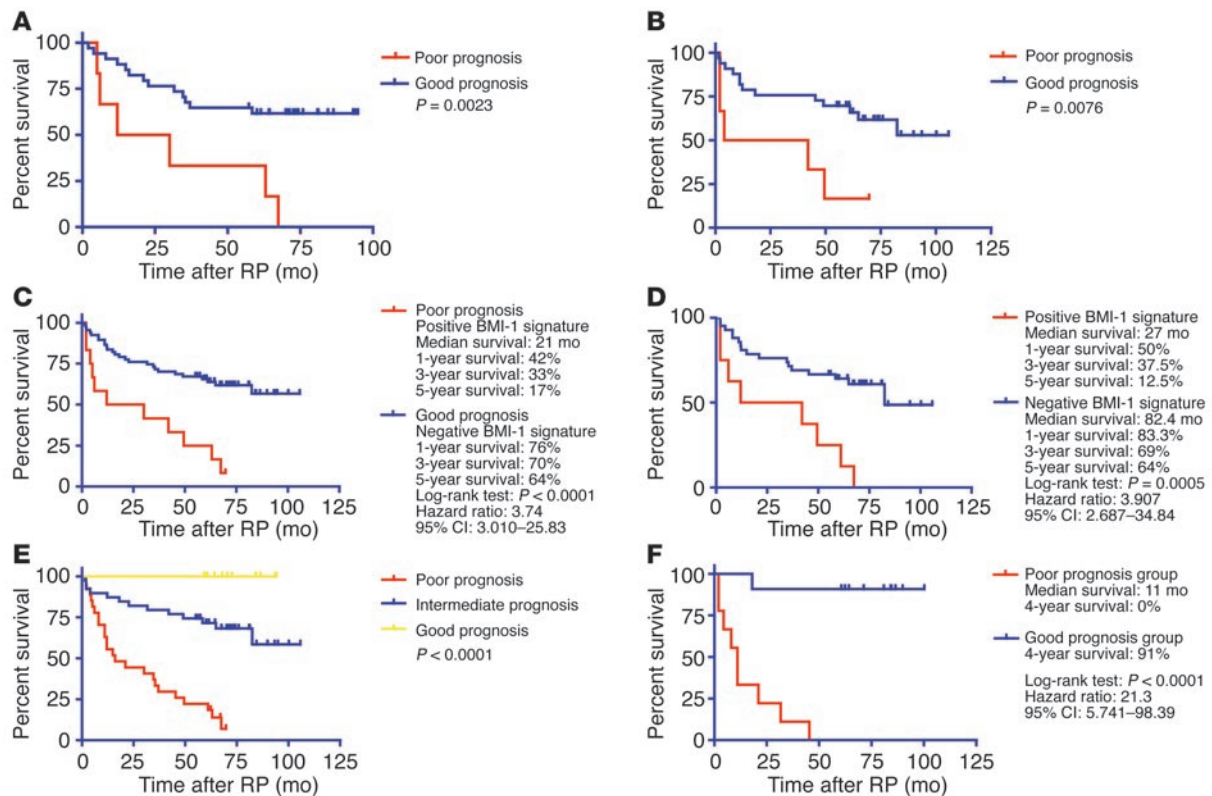 A
Percent survival
100
75
50
25
0
0 25 50 75 100
Time after RP (mo)
Poor prognosis
Good prognosis
P = 0.0023
B
Percent survival
100
75
50
25
0
0 25 50 75 100 125
Time after RP (mo)
Poor prognosis
Good prognosis
P = 0.0076
C
Percent survival
100
75
50
25
0
0 25 50 75 100 125
Time after RP (mo)
Poor prognosis
Positive BMI-1 signature
Median survival: 21 mo
1-year survival: 42%
3-year survival: 33%
5-year survival: 17%
Good prognosis
Negative BMI-1 signature
1-year survival: 76%
3-year survival: 70%
5-year survival: 64%
Log-rank test: P < 0.0001
Hazard ratio: 3.74
95% CI: 3.010–25.83
D
Percent survival
100
75
50
25
0
0 25 50 75 100 125
Time after RP (mo)
Positive BMI-1 signature
Median survival: 27 mo
1-year survival: 50%
3-year survival: 37.5%
5-year survival: 12.5%
Negative BMI-1 signature
Median survival: 82.4 mo
1-year survival: 83.3%
3-year survival: 69%
5-year survival: 64%
Log-rank test: P = 0.0005
Hazard ratio: 3.907
95% CI: 2.687–34.84
E
Percent survival
100
75
50
25
0
0 25 50 75 100 125
Time after RP (mo)
Poor prognosis
Intermediate prognosis
Good prognosis
P < 0.0001
F
Percent survival
100
75
50
25
0
0 25 50 75 100 125
Time after RP (mo)
Poor prognosis group
Median survival: 11 mo
4-year survival: 0%
Good prognosis group
4-year survival: 91%
Log-rank test: P < 0.0001
Hazard ratio: 21.3
95% CI: 5.741–98.39